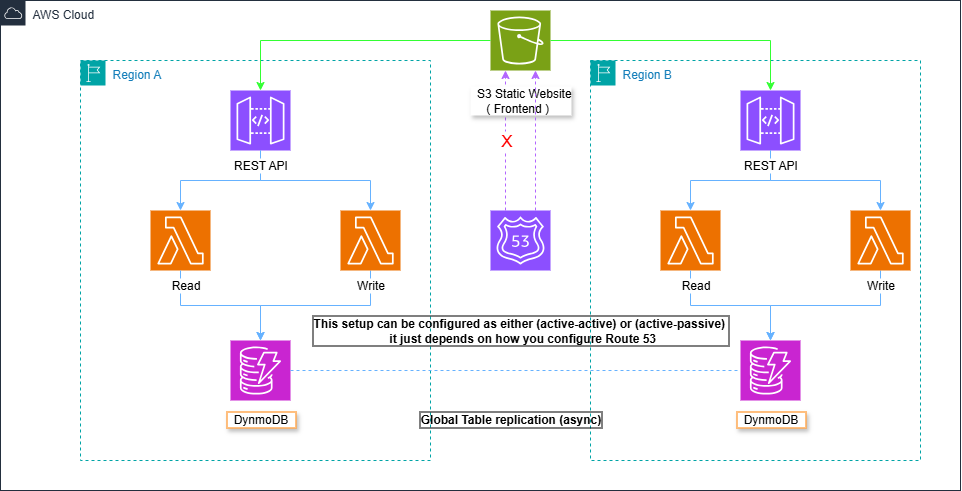 AWS Cloud
Region A
Region B
S3 Static Website
( Frontend )
X
REST API
REST API
53
Read
Write
Read
Write
This setup can be configured as either (active-active) or (active-passive)
it just depends on how you configure Route 53
DynmoDB
Global Table replication (async)
DynmoDB